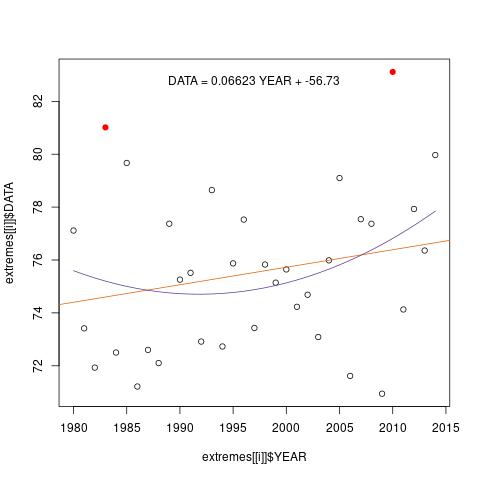 DATA = 0.06623 YEAR + -56.73
extremes[[i]]$DATA
82
80
78
76
74
72
1980 1985 1990 1995 2000 2005 2010 2015
extremes[[i]]$YEAR